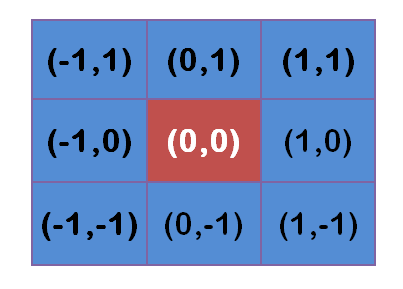 (-1,1) (0,1) (1,1)
(-1,0) (0,0) (1,0)
(-1,-1) (0,-1) (1,-1)